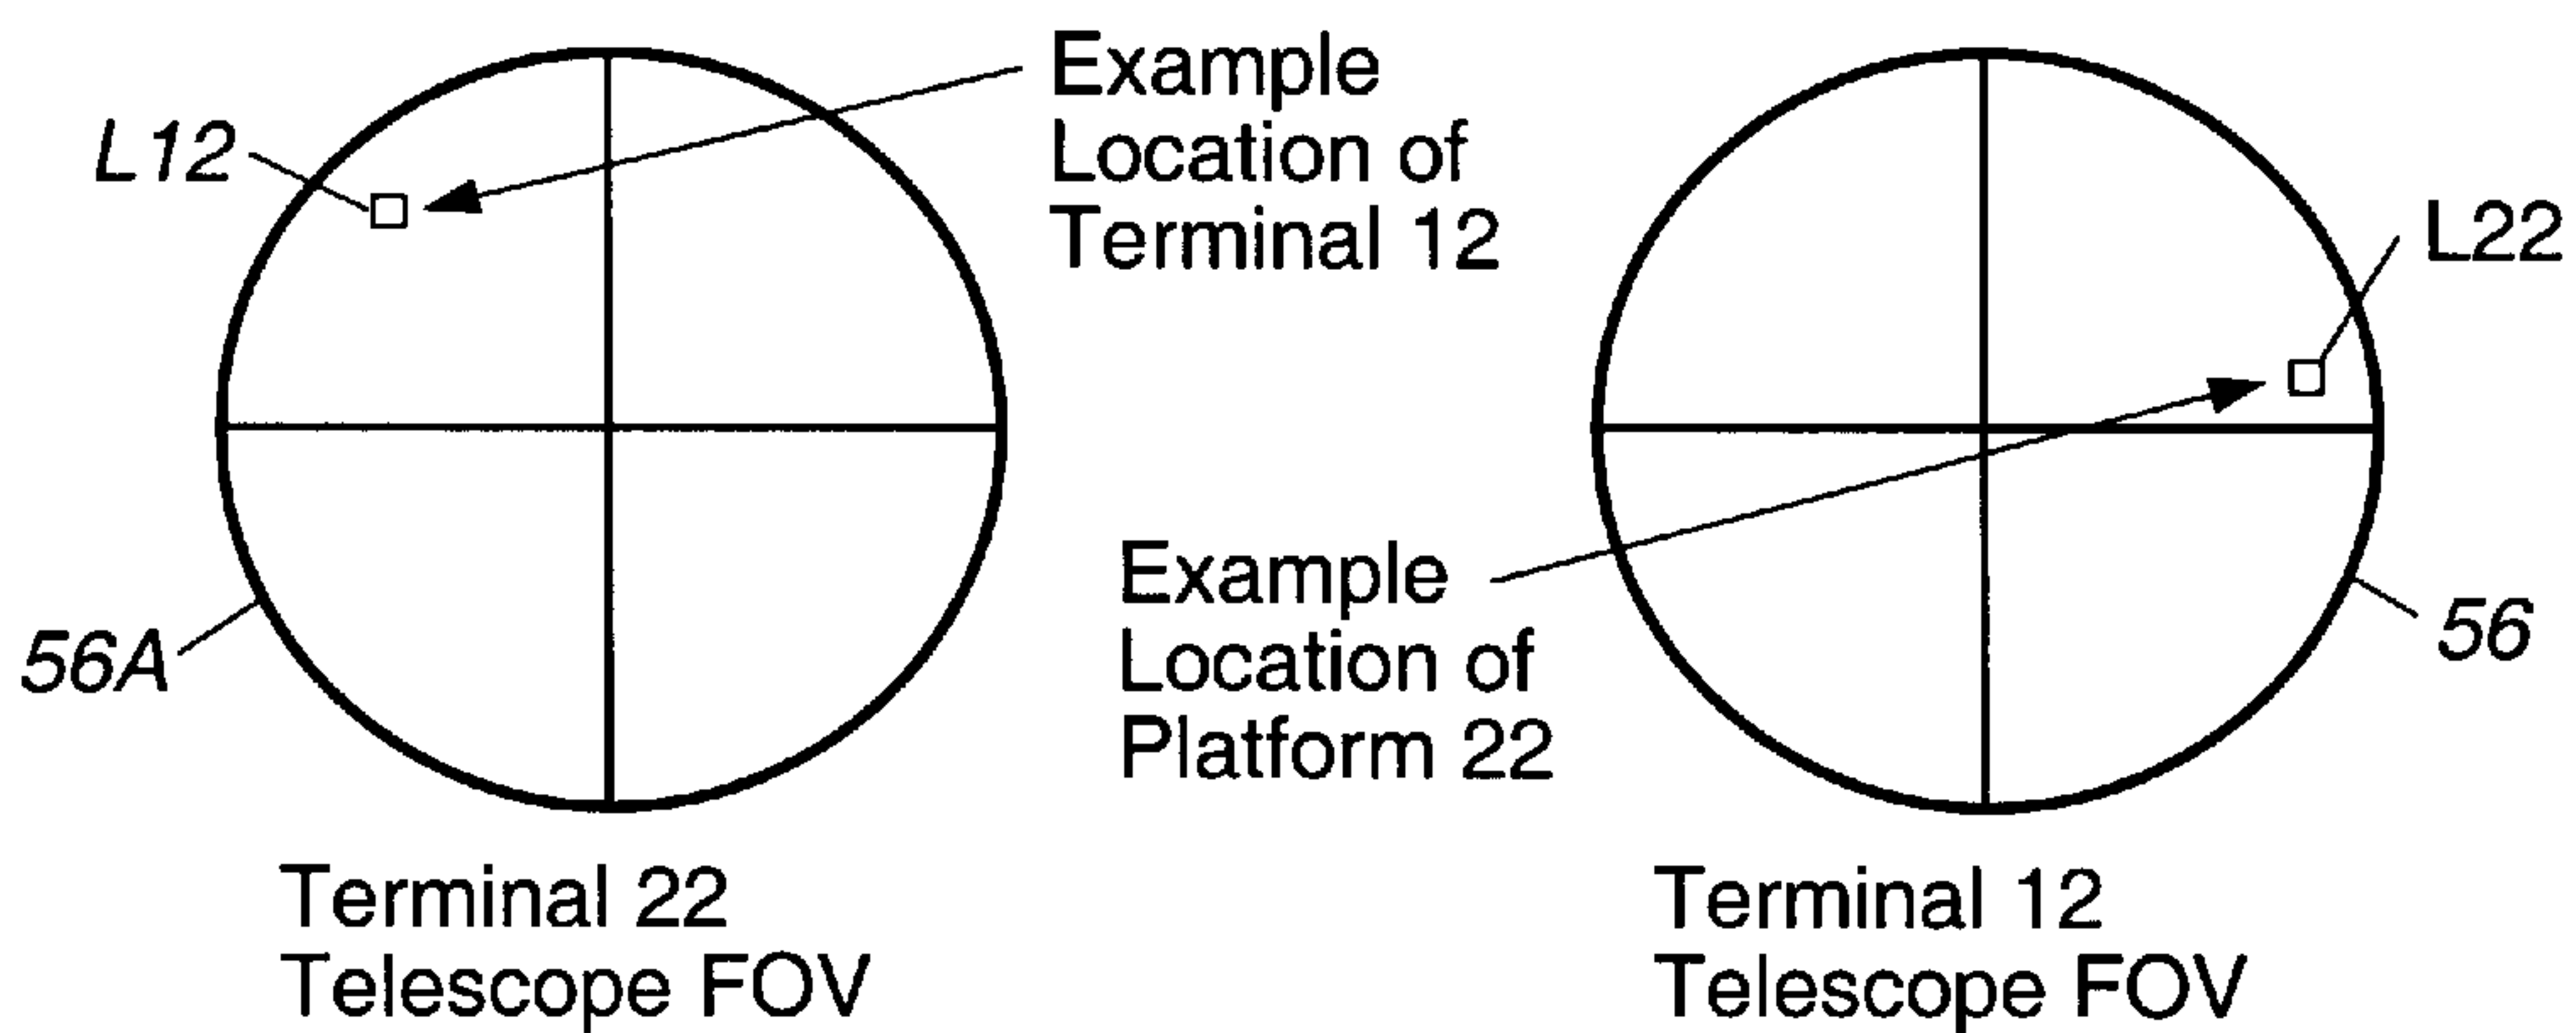 L12
Example
Location of
Terminal 12
L22
56A
Example
Location of
Platform 22
56
Terminal 22
Telescope FOV
Terminal 12
Telescope FOV